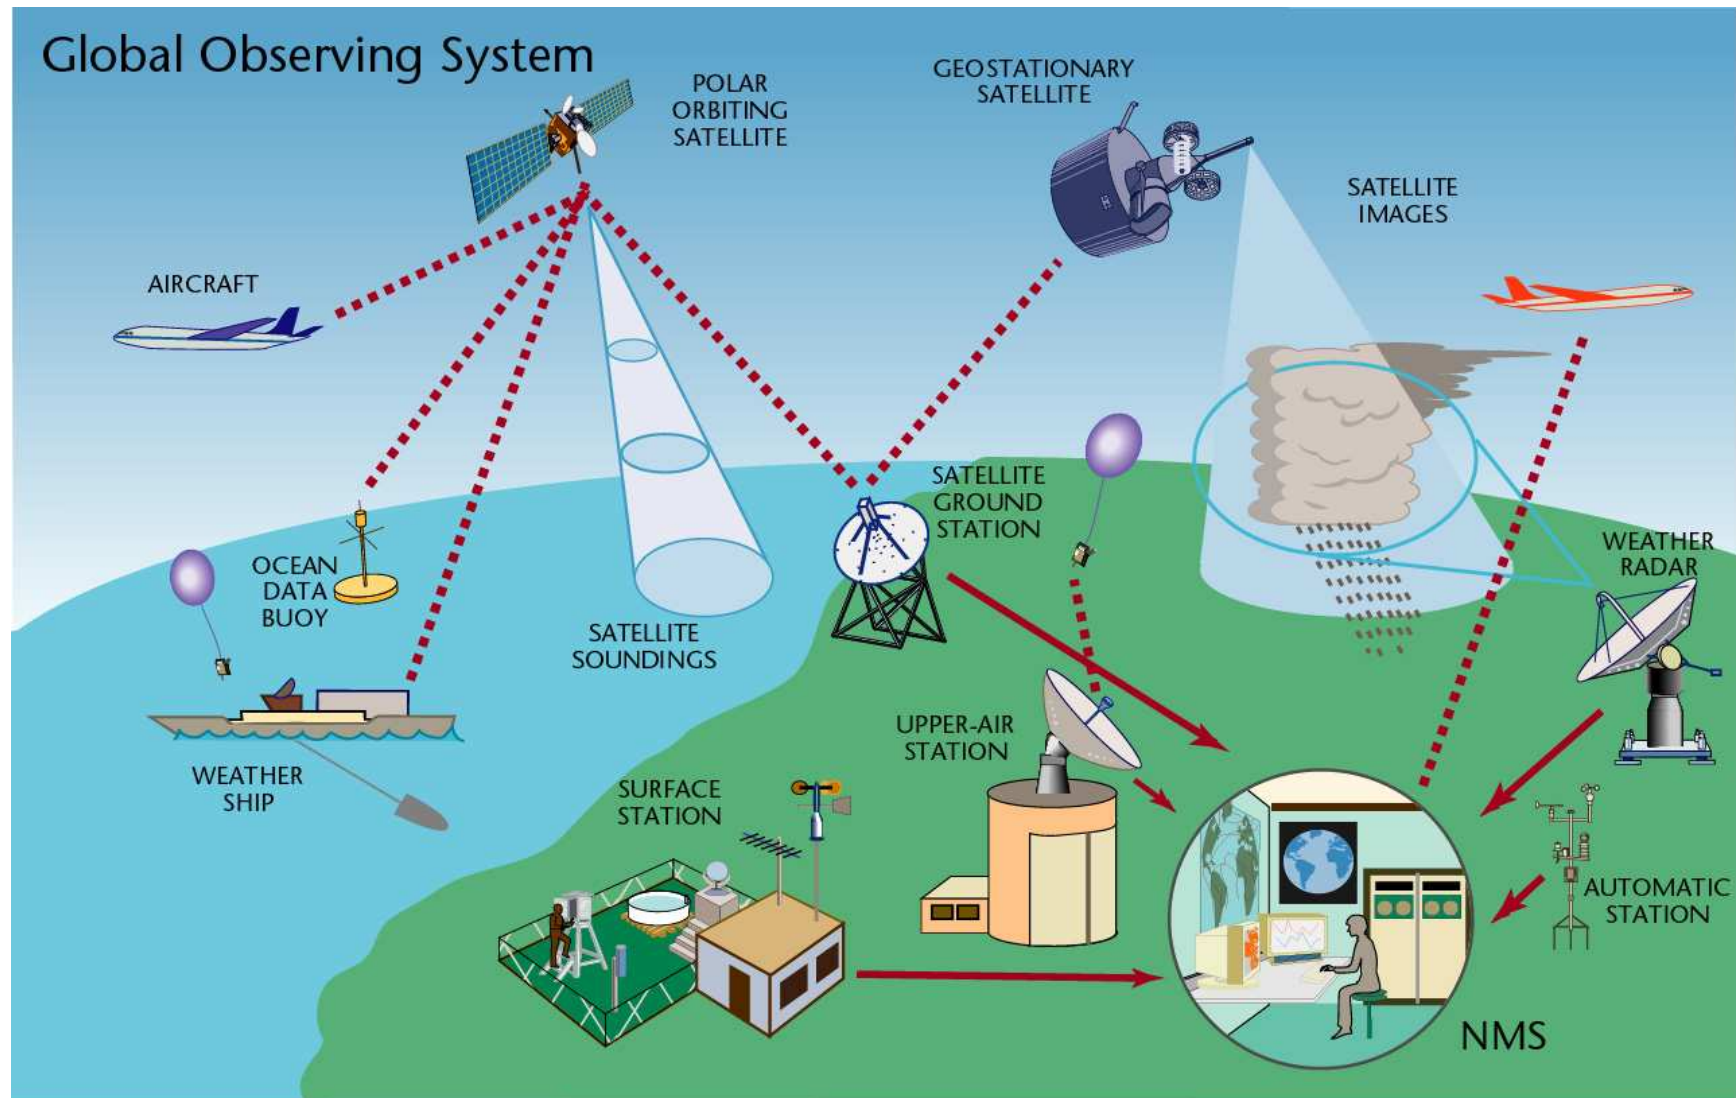 Global Observing System
POLAR
ORBITING
SATELLITE
GEOSTATIONARY
SATELLITE
SATELLITE
IMAGES
AIRCRAFT
SATELLITE
GROUND
STATION
WEATHER
RADAR
OCEAN
DATA
BUOY
SATELLITE
SOUNDINGS
UPPER-AIR
STATION
WEATHER
SHIP
SURFACE
STATION
AUTOMATIC
STATION
NMS